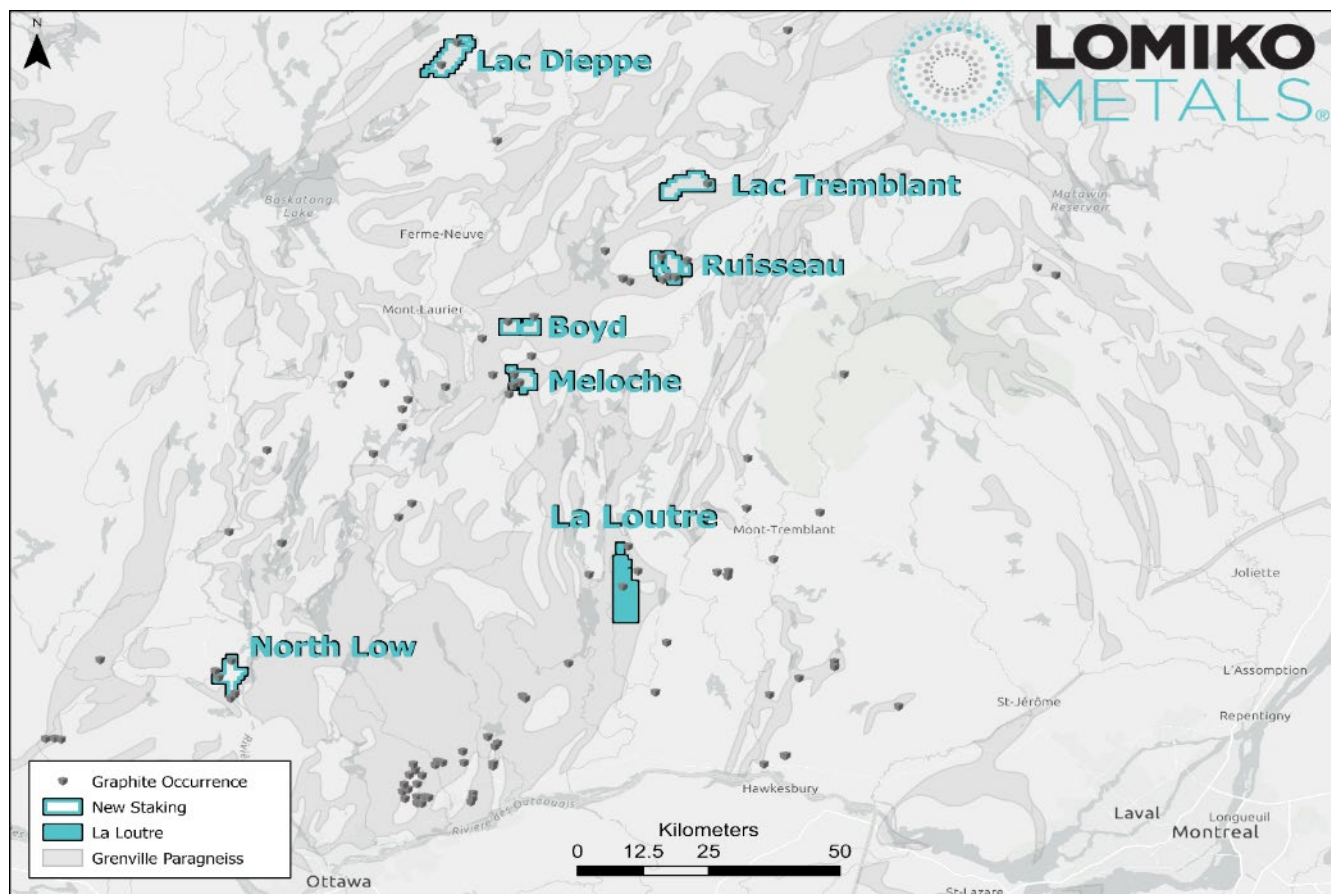 N
LOMIKO
METALS®
Lac Dieppe
Lac Tremblant
Baskatong
Lake
Matawin
Reservoir
Ferme-Neuve
Ruisseau
Mont-Laurier
Boyd
Meloche
La Loutre
Mont-Tremblant
Joliette
North Low
L'Assomption
St-Jérôme
Repentigny
Graphite Occurrence
New Staking
La Loutre
Grenville Paragneiss
Rivière des Outaouais
Hawkesbury
Laval
Longueuil
Montreal
Kilometers
0 12.5 25 50
Ottawa
St-Lazare